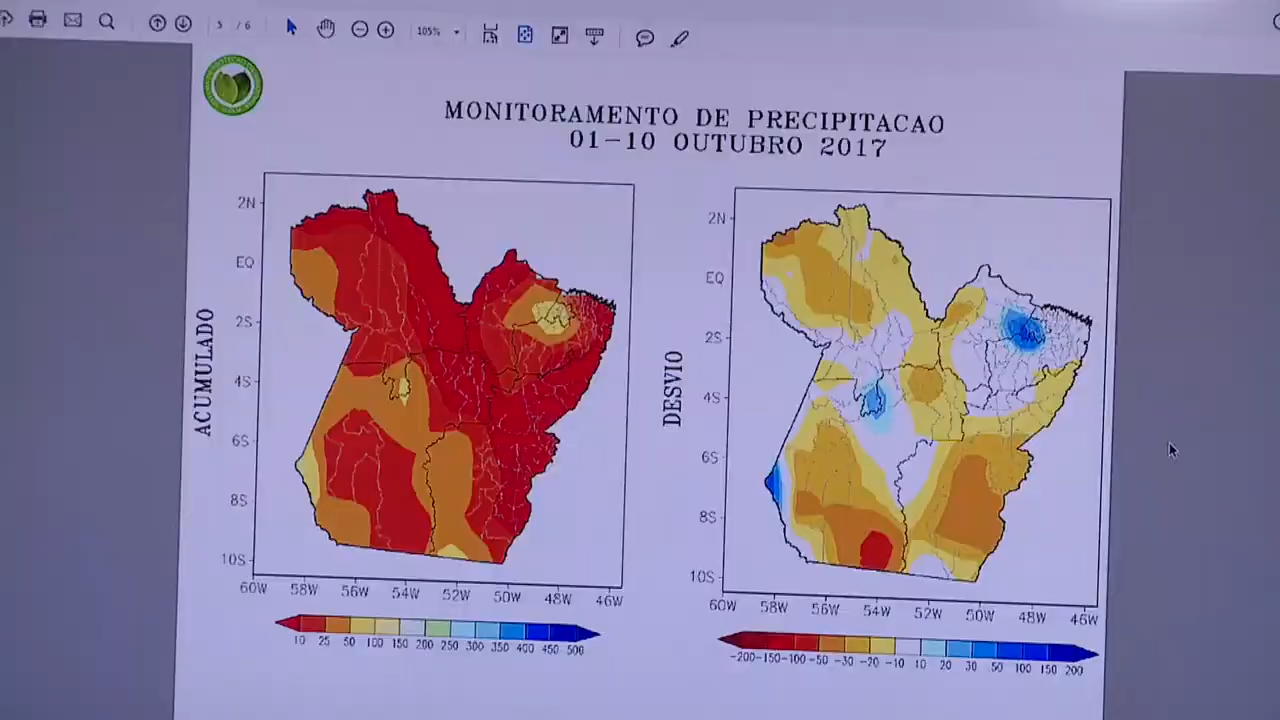 5 / 6
105%
MONITORAMENTO DE PRECIPITACAO
01-10 OUTUBRO 2017
ACUMULADO
2N
EQ
2S
4S
6S
8S
10S
60W 58W 56W 54W 52W 50W 48W 46W
10 25 50 100 150 200 250 300 350 400 450 500
DESVIO
2N
EQ
2S
4S
6S
8S
10S
60W 58W 56W 54W 52W 50W 48W 46W
-200 -150 -100 -50 -30 -20 -10 10 20 30 50 100 150 200